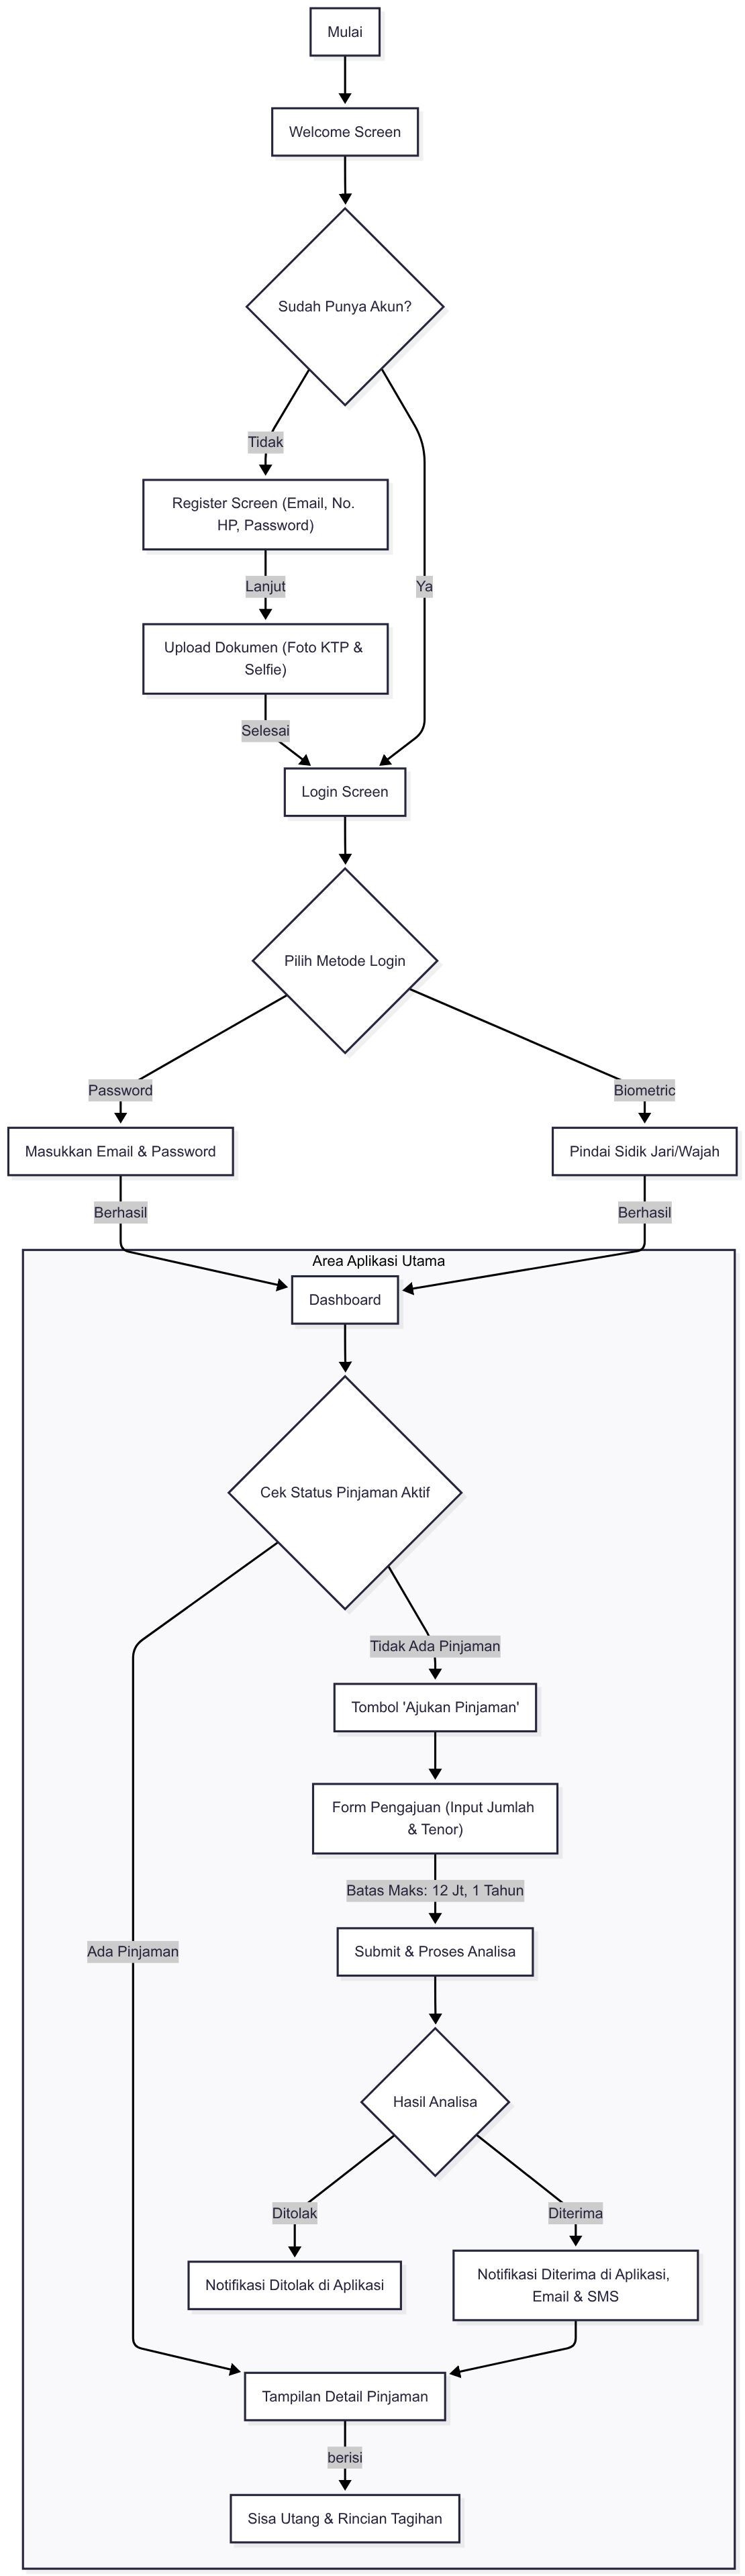 Mulai
Welcome Screen
Sudah Punya Akun?
Tidak
Register Screen (Email, No.
HP, Password)
Lanjut
Ya
Upload Dokumen (Foto KTP &
Selfie)
Selesai
Login Screen
Pilih Metode Login
Password
Biometric
Masukkan Email & Password
Pindai Sidik Jari/Wajah
Berhasil
Berhasil
Area Aplikasi Utama
Dashboard
Cek Status Pinjaman Aktif
Tidak Ada Pinjaman
Tombol 'Ajukan Pinjaman'
Form Pengajuan (Input Jumlah
& Tenor)
Batas Maks: 12 Jt, 1 Tahun
Ada Pinjaman
Submit & Proses Analisa
Hasil Analisa
Ditolak
Diterima
Notifikasi Ditolak di Aplikasi
Notifikasi Diterima di Aplikasi,
Email & SMS
Tampilan Detail Pinjaman
berisi
Sisa Utang & Rincian Tagihan